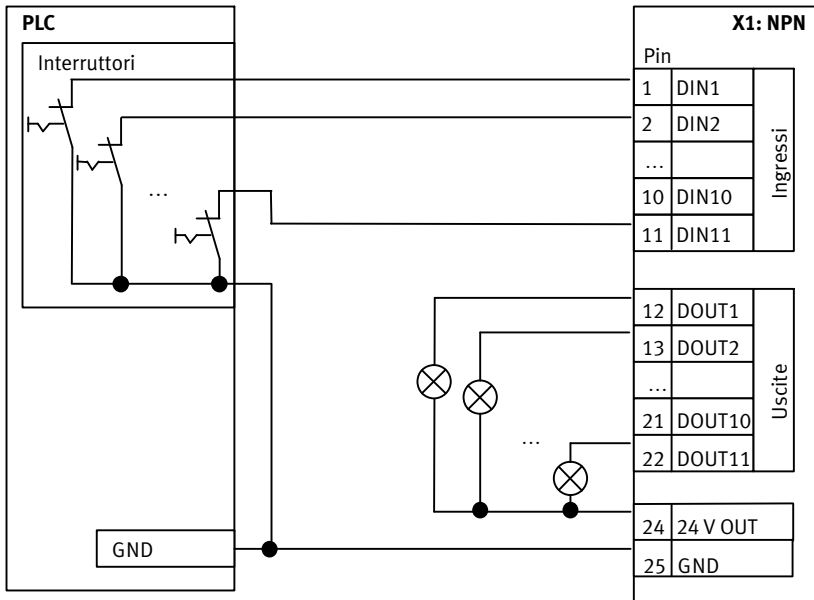 PLC
Interruttori
…
GND
X1: NPN
Pin
1 DIN1
2 DIN2
…
10 DIN10
11 DIN11
Ingressi
12 DOUT1
13 DOUT2
…
21 DOUT10
22 DOUT11
Uscite
…
24 24 V OUT
25 GND